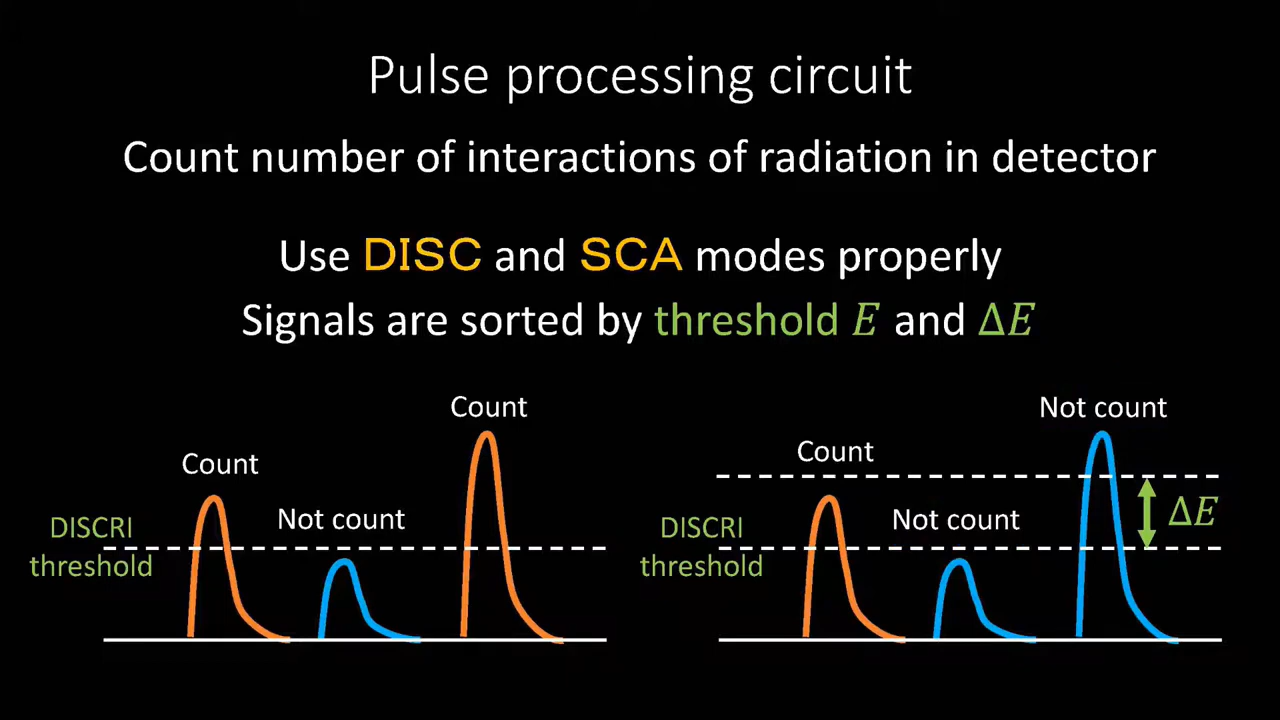 Pulse processing circuit
Count number of interactions of radiation in detector
Use DISC and SCA modes properly
Signals are sorted by threshold E and ΔE
Count
Count
Not count
DISCRI
threshold
Not count
Count
Not count
DISCRI
threshold
ΔE